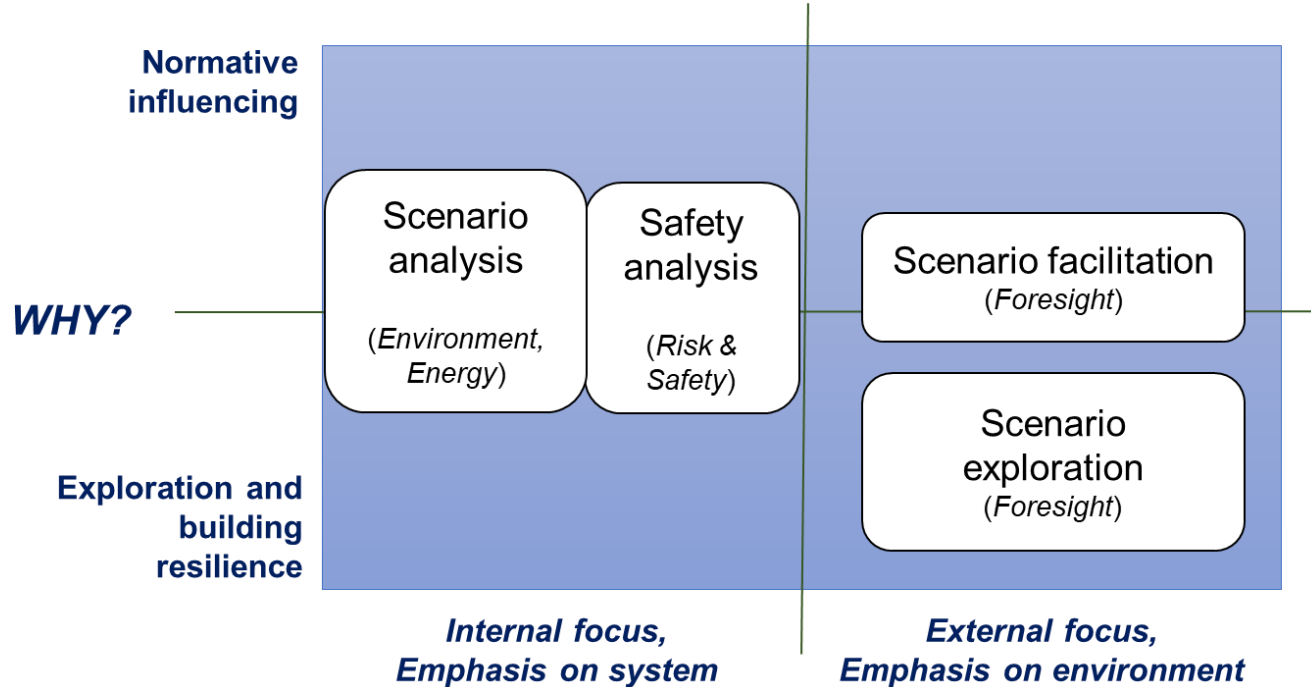 Normative
influencing
Scenario
analysis
(Environment,
Energy)
Safety
analysis
(Risk &
Safety)
Scenario facilitation
(Foresight)
WHY?
Scenario
exploration
(Foresight)
Exploration and
building
resilience
Internal focus,
Emphasis on system
External focus,
Emphasis on environment